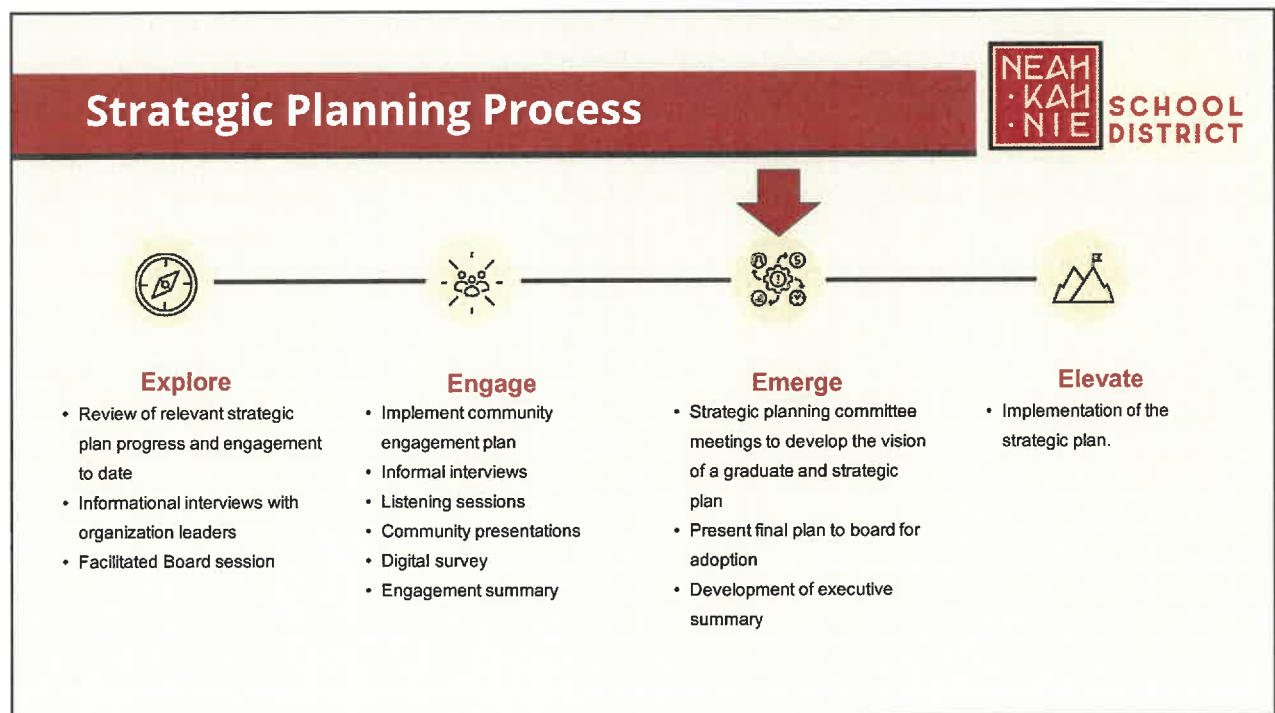 Strategic Planning Process
NEAH
·KAH
·NIE
SCHOOL
DISTRICT
Explore
• Review of relevant strategic
plan progress and engagement
to date
• Informational interviews with
organization leaders
• Facilitated Board session
Engage
• Implement community
engagement plan
• Informal interviews
• Listening sessions
• Community presentations
• Digital survey
• Engagement summary
Emerge
• Strategic planning committee
meetings to develop the vision
of a graduate and strategic
plan
• Present final plan to board for
adoption
• Development of executive
summary
Elevate
• Implementation of the
strategic plan.